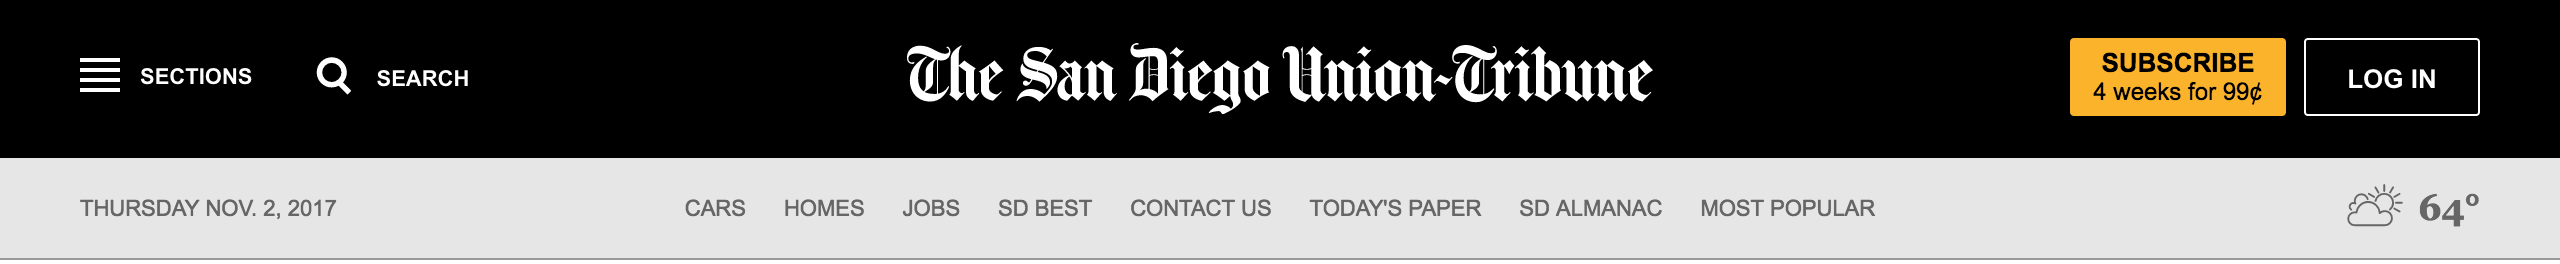 SECTIONS
SEARCH
The San Diego Union-Tribune
SUBSCRIBE
4 weeks for 99¢
LOG IN
THURSDAY NOV. 2, 2017
CARS HOMES JOBS SD BEST CONTACT US TODAY'S PAPER SD ALMANAC MOST POPULAR
64°